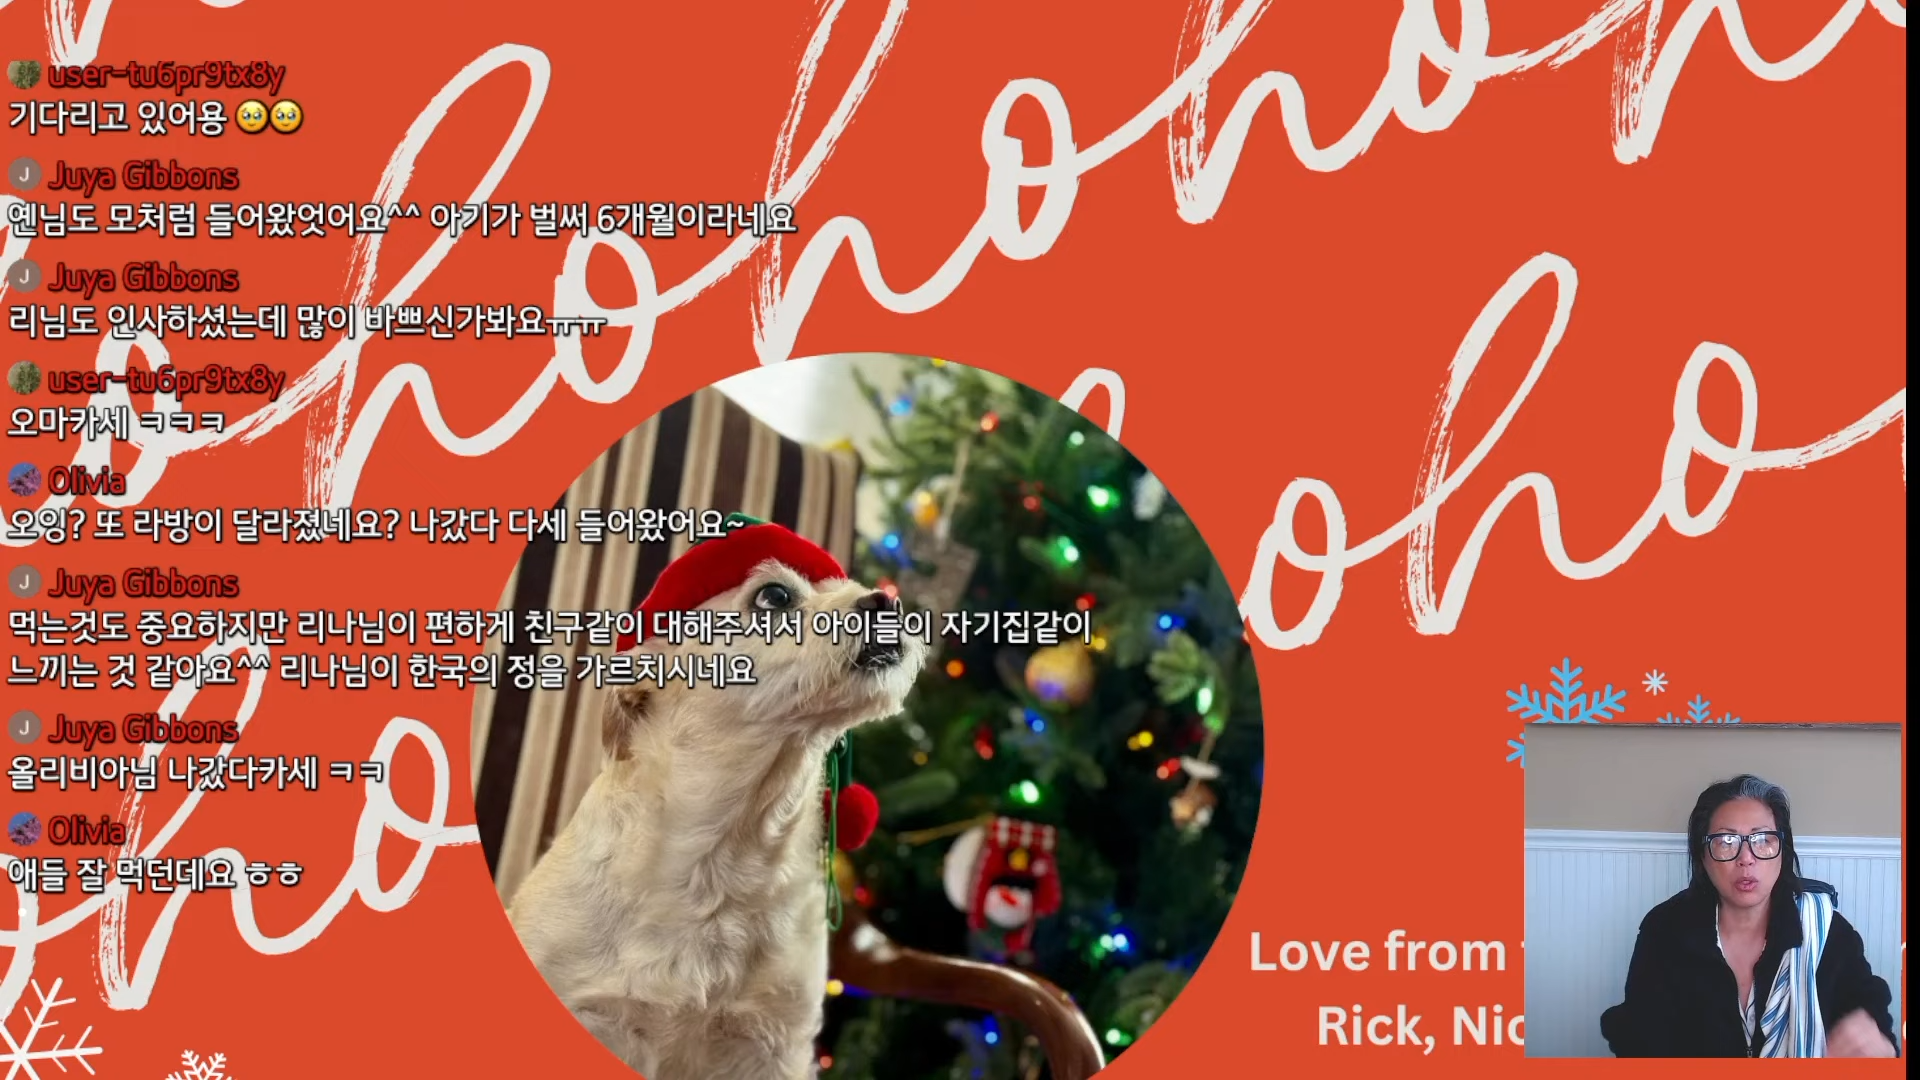 user-tu6pr9tx8y
기다리고 있어용 🥹🥹
J Juya Gibbons
옌님도 모처럼 들어왔엇어요^^ 아기가 벌써 6개월이라네요
J Juya Gibbons
리님도 인사하셨는데 많이 바쁘신가봐요ㅠㅠ
user-tu6pr9tx8y
오마카세 ㅋㅋㅋ
Olivia
오잉? 또 라방이 달라졌네요? 나갔다 다세 들어왔어요~
J Juya Gibbons
먹는것도 중요하지만 리나님이 편하게 친구같이 대해주셔서 아이들이 자기집같이
느끼는 것 같아요^^ 리나님이 한국의 정을 가르치시네요
J Juya Gibbons
올리비아님 나갔다카세 ㅋㅋ
Olivia
애들 잘 먹던데요 ㅎㅎ
hohohoho
hohohoho
oho
Love from
Rick, Nic